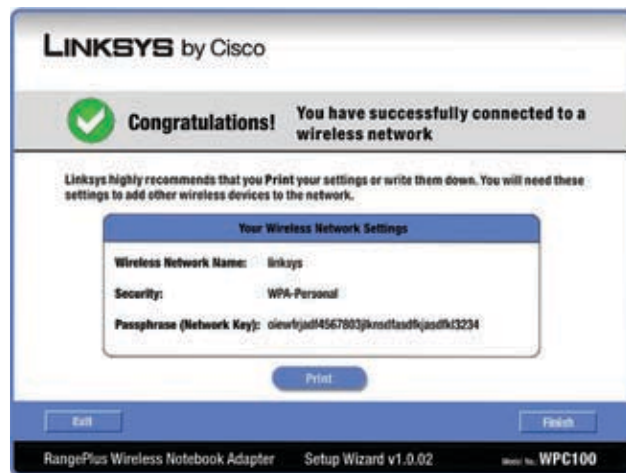 LINKSYS by Cisco
Congratulations!
You have successfully connected to a
wireless network
Linksys highly recommends that you Print your settings or write them down. You will need these
settings to add other wireless devices to the network.
Your Wireless Network Settings
Wireless Network Name: linksys
Security: WPA-Personal
Passphrase (Network Key):
Print
Exit
Finish
RangePlus Wireless Notebook Adapter Setup Wizard v1.0.02 Model No. WPC100